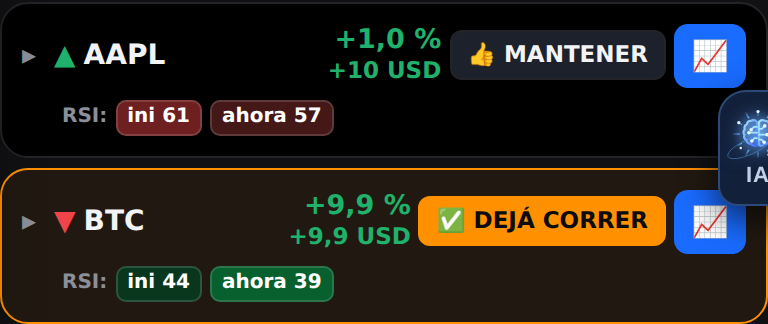 ▶ ▲ AAPL +1,0 % 👍 MANTENER
+10 USD
RSI: ini 61 ahora 57
IA
▶ ▼ BTC +9,9 % ✅ DEJÁ CORRER
+9,9 USD
RSI: ini 44 ahora 39